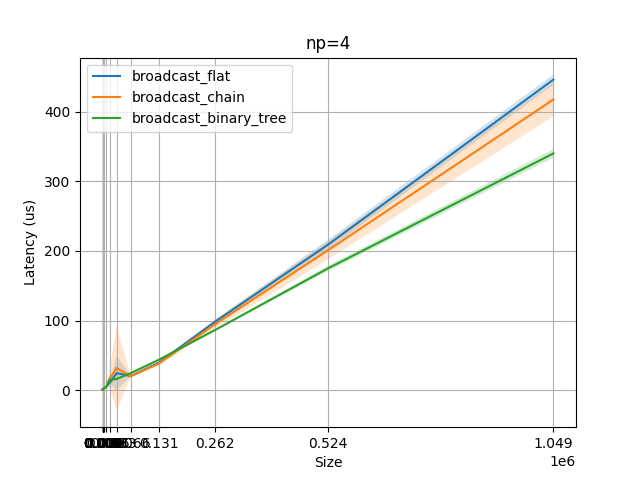 np=4
broadcast_flat
broadcast_chain
broadcast_binary_tree
400
300
200
100
0
Latency (us)
0.131 0.262 0.524 1.049
1e6
Size